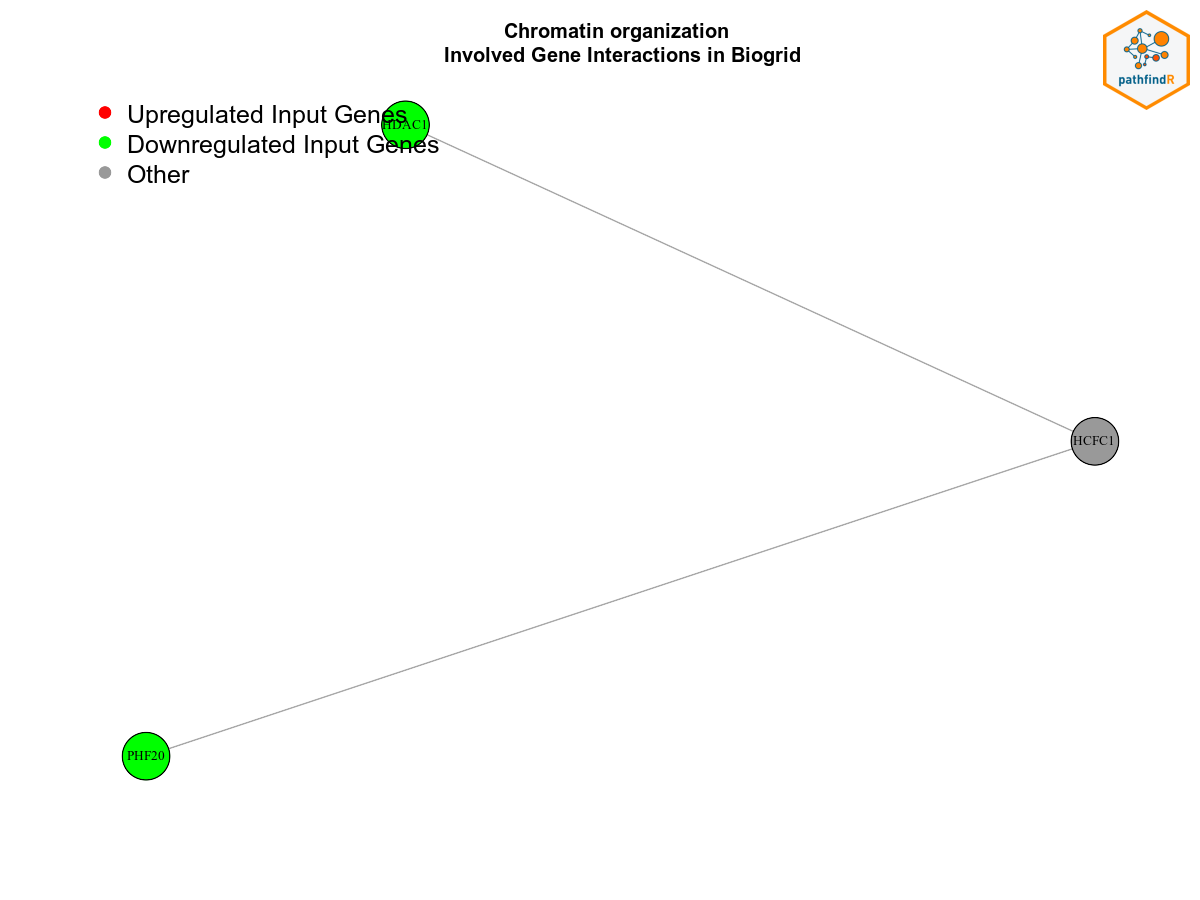 Chromatin organization
Involved Gene Interactions in Biogrid
pathfindR
Upregulated Input Genes
HDAC1
Downregulated Input Genes
Other
HCFC1
PHF20